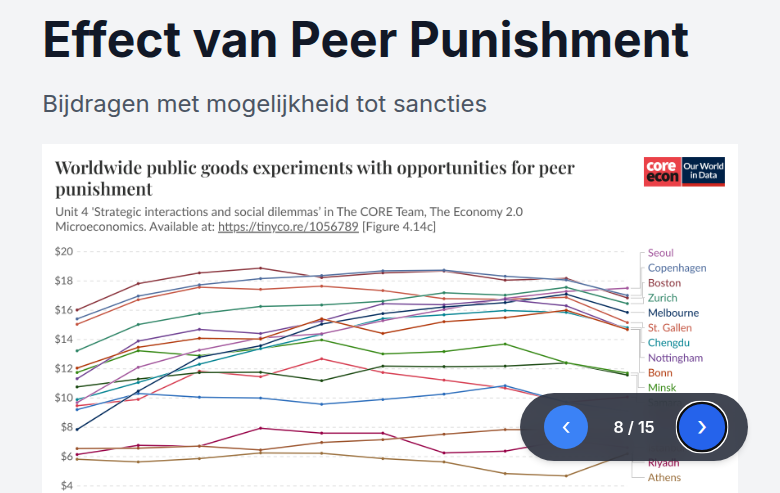 Effect van Peer Punishment
Bijdragen met mogelijkheid tot sancties
Worldwide public goods experiments with opportunities for peer
punishment
core
econ
Our World
in Data
Unit 4 'Strategic interactions and social dilemmas' in The CORE Team, The Economy 2.0
Microeconomics. Available at: https://tinyco.re/1056789 [Figure 4.14c]
$20
$18
$16
$14
$12
$10
$8
$6
$4
Seoul
Copenhagen
Boston
Zurich
Melbourne
St. Gallen
Chengdu
Nottingham
Bonn
Minsk
8 / 15
Riyadh
Athens